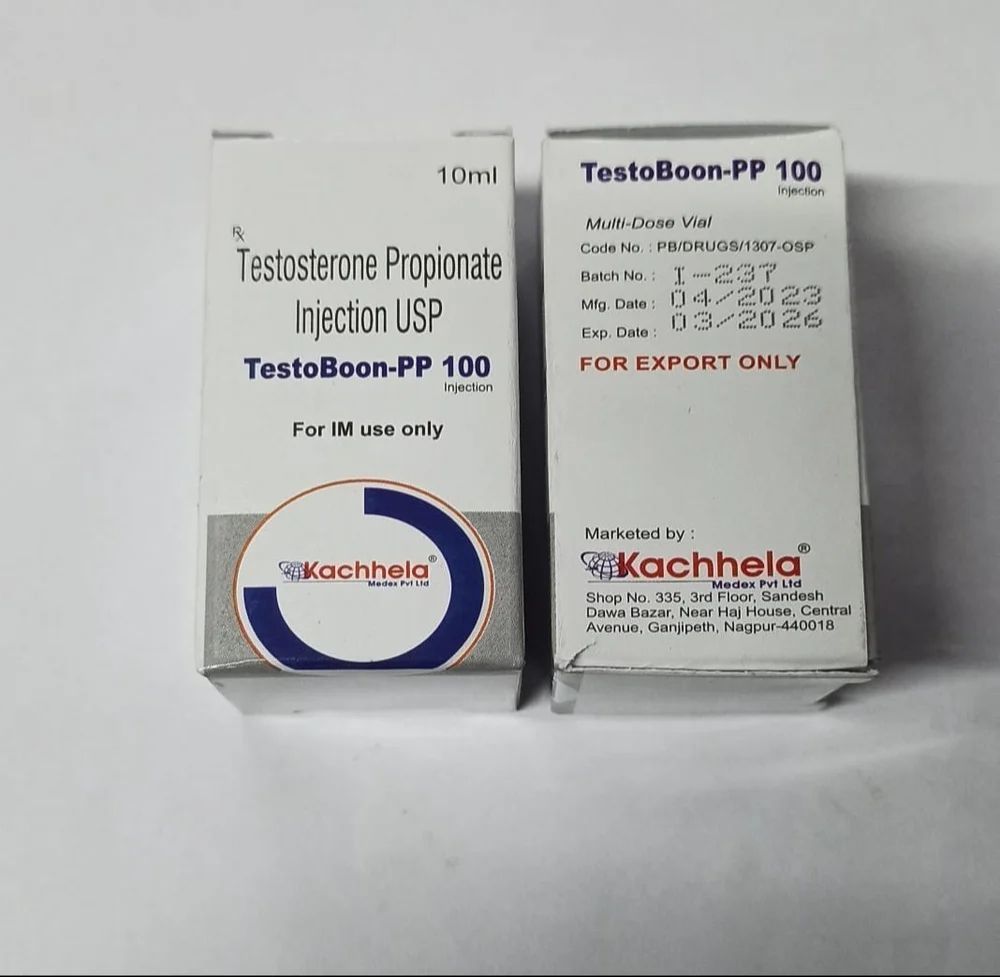 10ml
℞
Testosterone Propionate
Injection USP
TestoBoon-PP 100
Injection
For IM use only
Kachhela®
Medex Pvt Ltd
TestoBoon-PP 100
Injection
Multi-Dose Vial
Code No. : PB/DRUGS/1307-OSP
Batch No. : I-237
Mfg. Date : 04/2023
Exp. Date : 03/2026
FOR EXPORT ONLY
Marketed by :
Kachhela®
Medex Pvt Ltd
Shop No. 335, 3rd Floor, Sandesh
Dawa Bazar, Near Haj House, Central
Avenue, Ganjipeth, Nagpur-440018